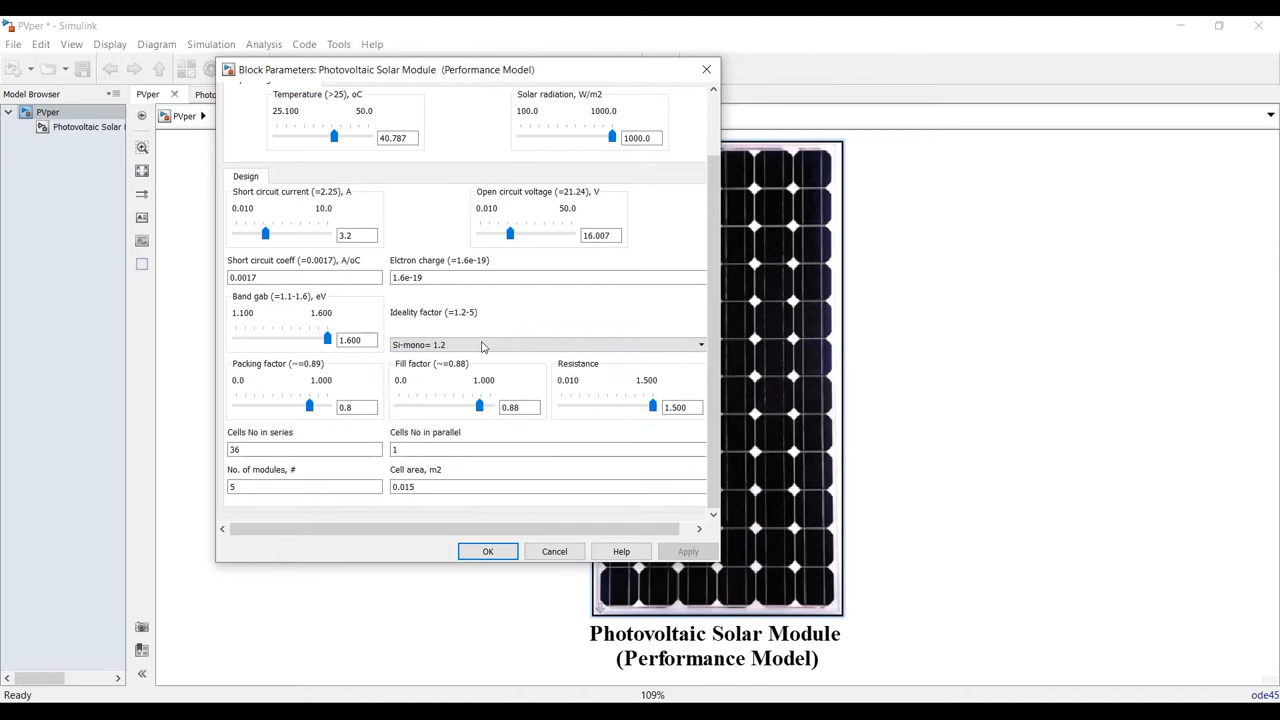 PVper * - Simulink
File Edit View Display Diagram Simulation Analysis Code Tools Help
Model Browser
PVper
Photovoltaic Solar
PVper
Block Parameters: Photovoltaic Solar Module (Performance Model)
Temperature (>25), oC
25.100 50.0
40.787
Solar radiation, W/m2
100.0 1000.0
1000.0
Design
Short circuit current (=2.25), A
0.010 10.0
3.2
Open circuit voltage (=21.24), V
0.010 50.0
16.007
Short circuit coeff (=0.0017), A/oC
0.0017
Elctron charge (=1.6e-19)
1.6e-19
Band gab (=1.1-1.6), eV
1.100 1.600
1.600
Ideality factor (=1.2-5)
Si-mono= 1.2
Packing factor (~=0.89)
0.0 1.000
0.8
Fill factor (~=0.88)
0.0 1.000
0.88
Resistance
0.010 1.500
1.500
Cells No in series
36
Cells No in parallel
1
No. of modules, #
5
Cell area, m2
0.015
OK Cancel Help Apply
PVper
Photovoltaic Solar Module
(Performance Model)
Ready 109% ode45